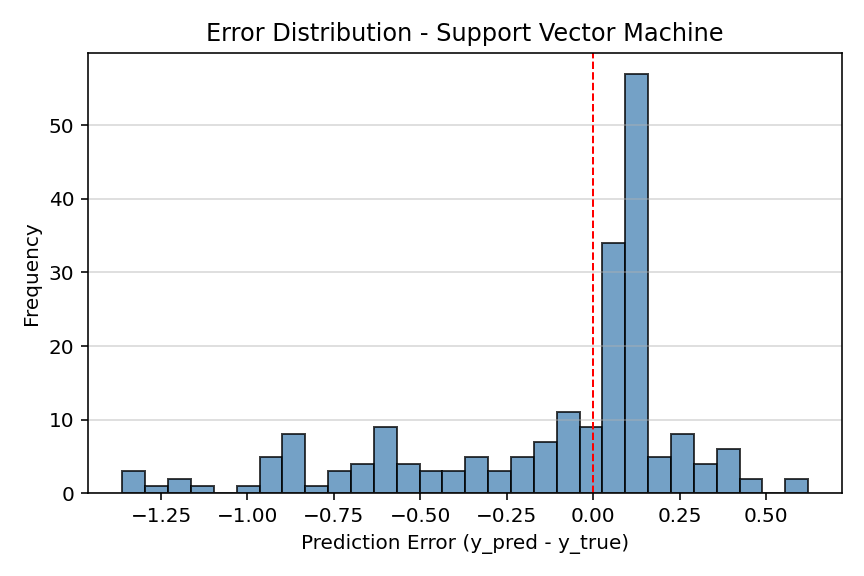 Error Distribution - Support Vector Machine
50
40
30
20
10
0
Frequency
−1.25 −1.00 −0.75 −0.50 −0.25 0.00 0.25 0.50
Prediction Error (y_pred - y_true)